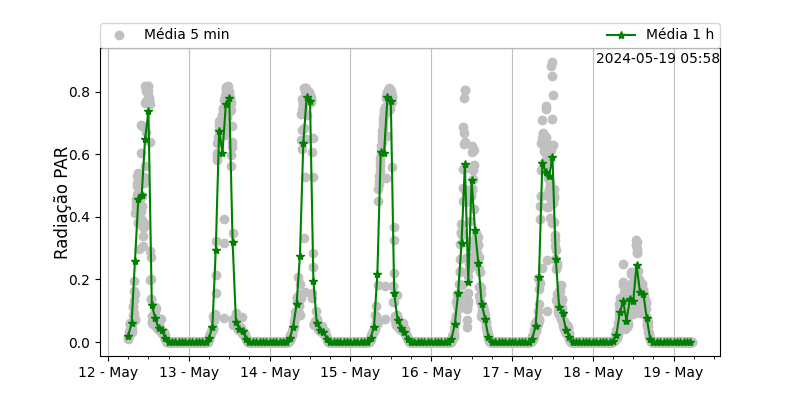 Média 5 min
Média 1 h
2024-05-19 05:58
Radiação PAR
0.8
0.6
0.4
0.2
0.0
12 - May
13 - May
14 - May
15 - May
16 - May
17 - May
18 - May
19 - May